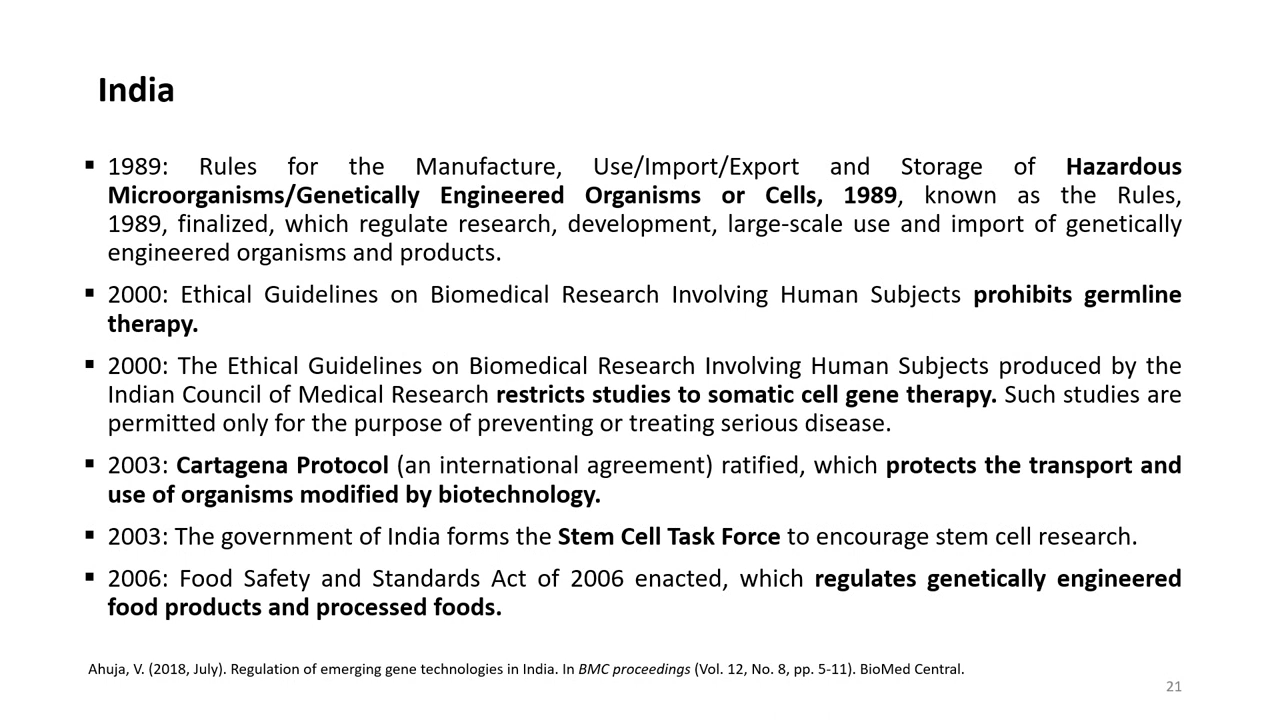 India
▪ 1989: Rules for the Manufacture, Use/Import/Export and Storage of Hazardous
Microorganisms/Genetically Engineered Organisms or Cells, 1989, known as the Rules,
1989, finalized, which regulate research, development, large-scale use and import of genetically
engineered organisms and products.
▪ 2000: Ethical Guidelines on Biomedical Research Involving Human Subjects prohibits germline
therapy.
▪ 2000: The Ethical Guidelines on Biomedical Research Involving Human Subjects produced by the
Indian Council of Medical Research restricts studies to somatic cell gene therapy. Such studies are
permitted only for the purpose of preventing or treating serious disease.
▪ 2003: Cartagena Protocol (an international agreement) ratified, which protects the transport and
use of organisms modified by biotechnology.
▪ 2003: The government of India forms the Stem Cell Task Force to encourage stem cell research.
▪ 2006: Food Safety and Standards Act of 2006 enacted, which regulates genetically engineered
food products and processed foods.
Ahuja, V. (2018, July). Regulation of emerging gene technologies in India. In BMC proceedings (Vol. 12, No. 8, pp. 5-11). BioMed Central.
21